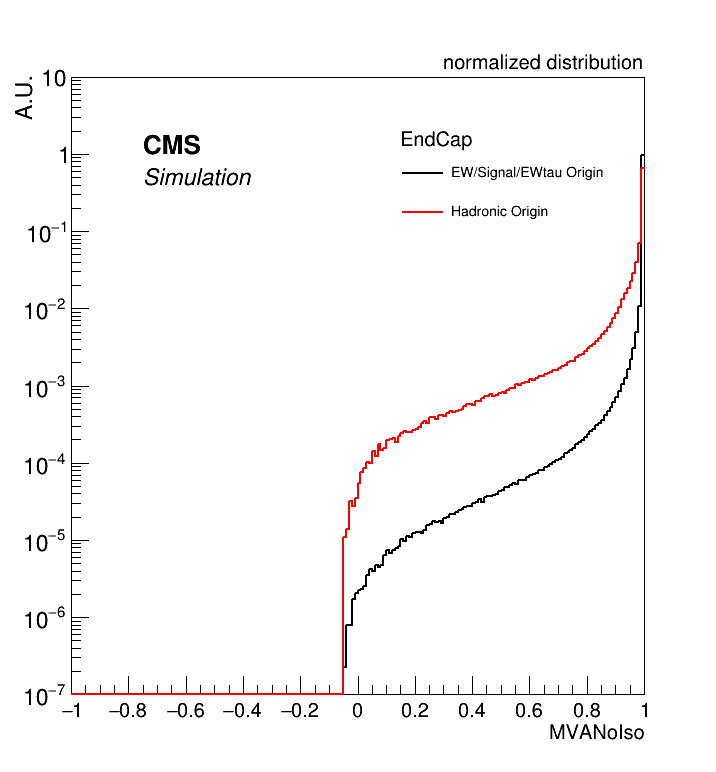 normalized distribution
A.U.
10
1
10⁻¹
10⁻²
10⁻³
10⁻⁴
10⁻⁵
10⁻⁶
10⁻⁷
CMS
Simulation
EndCap
EW/Signal/EWtau Origin
Hadronic Origin
−1 −0.8 −0.6 −0.4 −0.2 0 0.2 0.4 0.6 0.8 1
MVANoIso